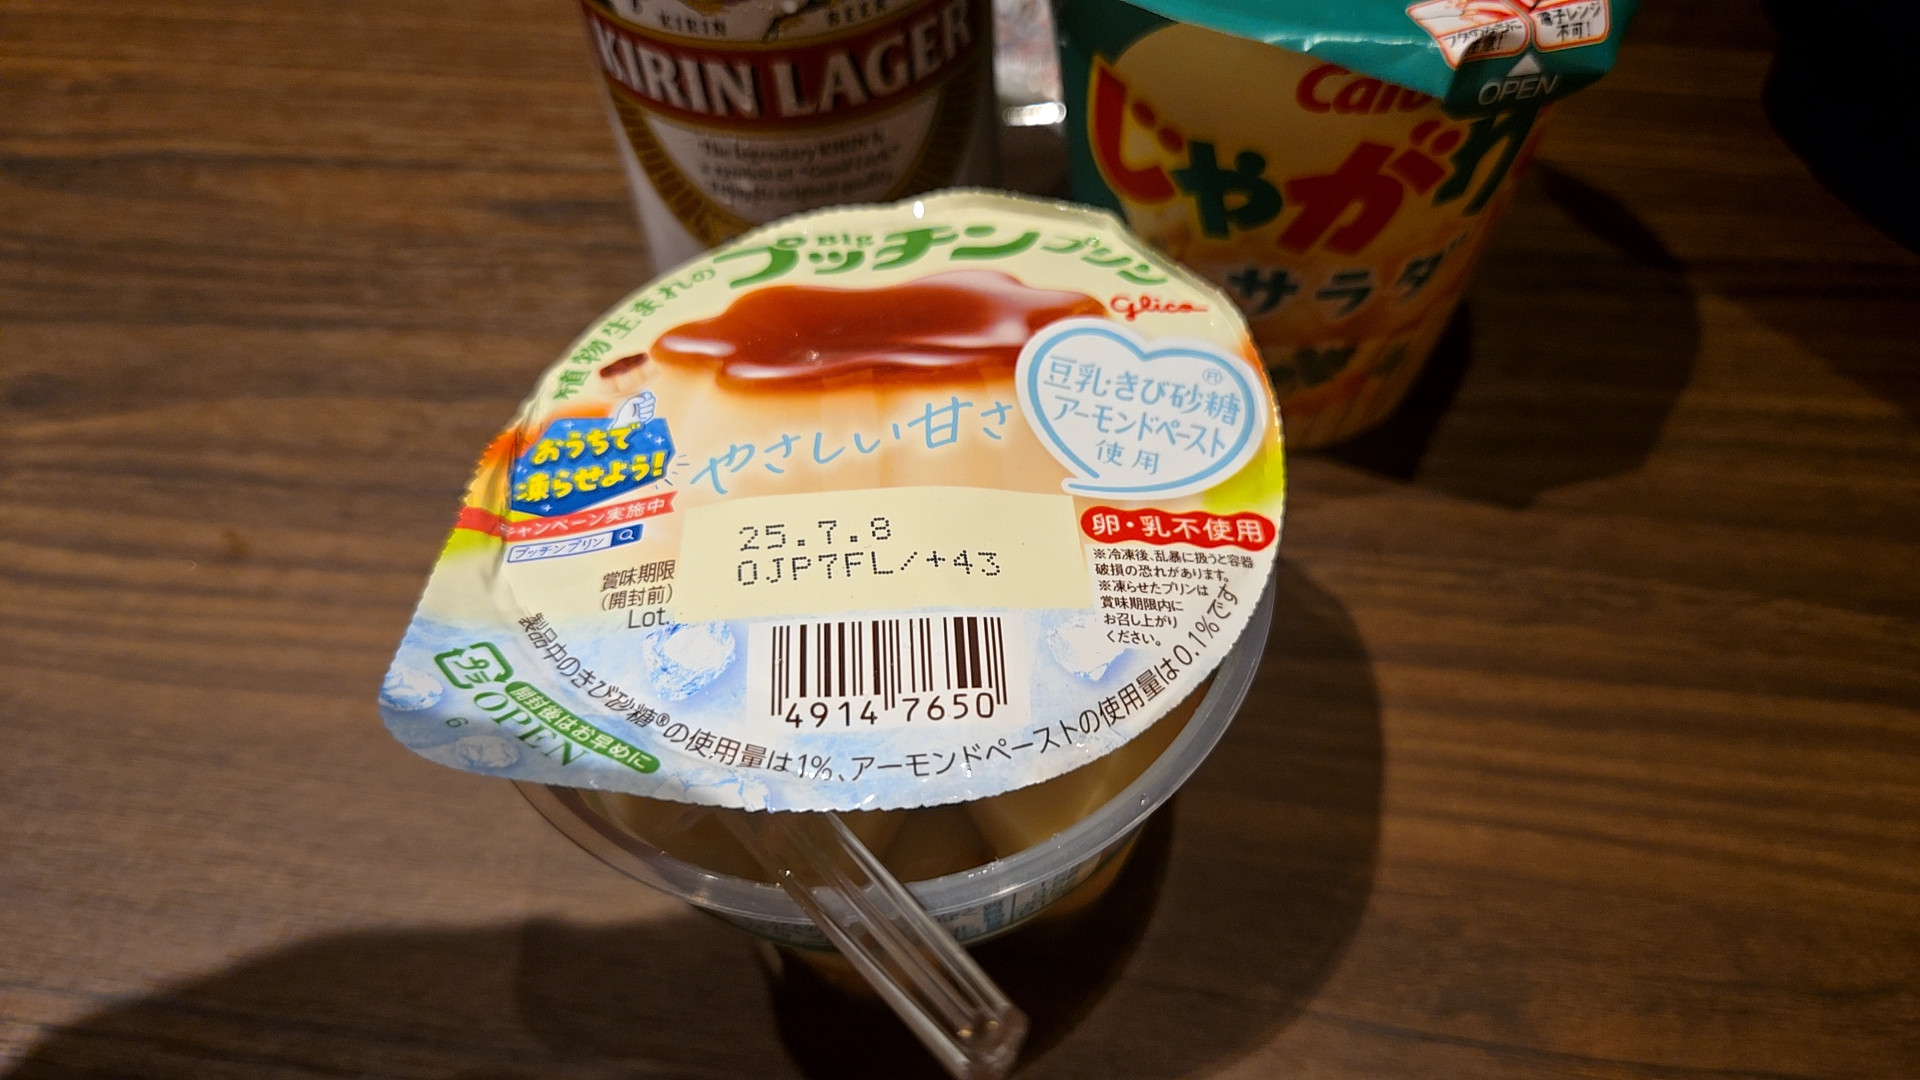 KIRIN BEER
KIRIN LAGER
電子レンジ
不可!
OPEN
Calb
じゃがり
サラダ
植物生まれの
Big
プッチンプリン
Glico
豆乳・きび砂糖®
アーモンドペースト
使用
やさしい甘さ
おうちで
凍らせよう!
キャンペーン実施中
プッチンプリン
25.7.8
0JP7FL/+43
賞味期限
(開封前)
Lot.
卵・乳不使用
※冷凍後、乱暴に扱うと容器
破損の恐れがあります。
※凍らせたプリンは
賞味期限内に
お召し上がり
ください。
4914 7650
プラ
OPEN
6
開封後はお早めに
製品中のきび砂糖®の使用量は1%、アーモンドペーストの使用量は0.1%です